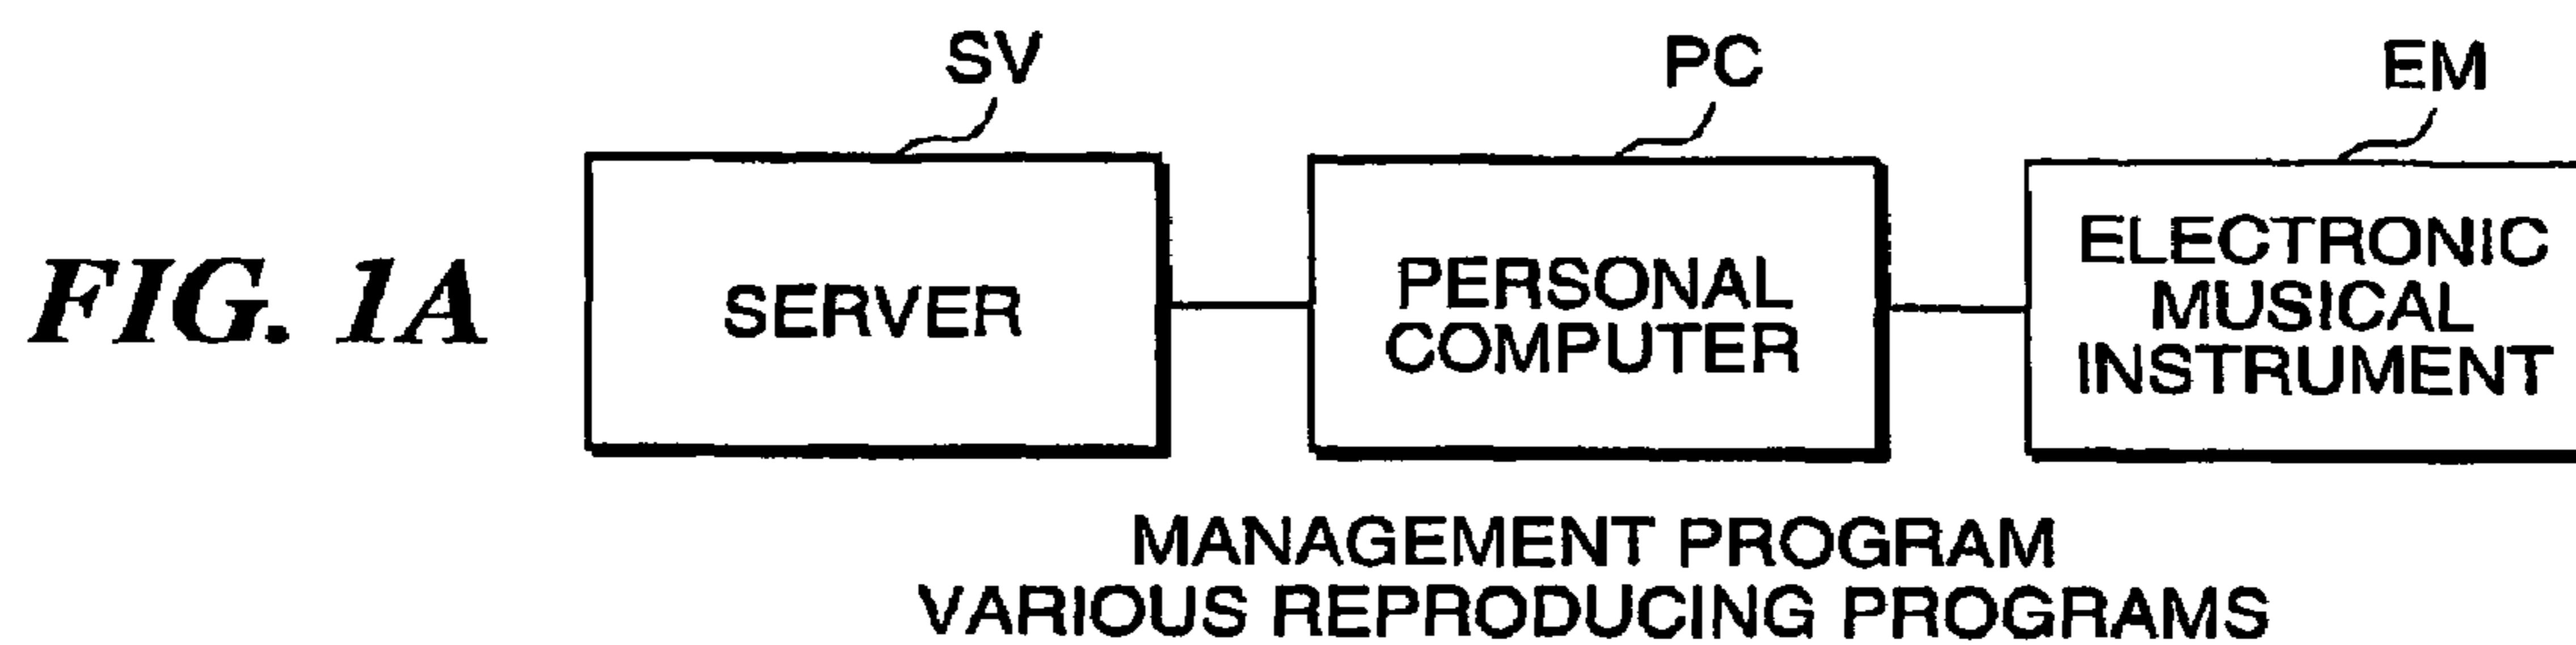 SV
PC
EM
FIG. 1A
SERVER
PERSONAL
COMPUTER
ELECTRONIC
MUSICAL
INSTRUMENT
MANAGEMENT PROGRAM
VARIOUS REPRODUCING PROGRAMS